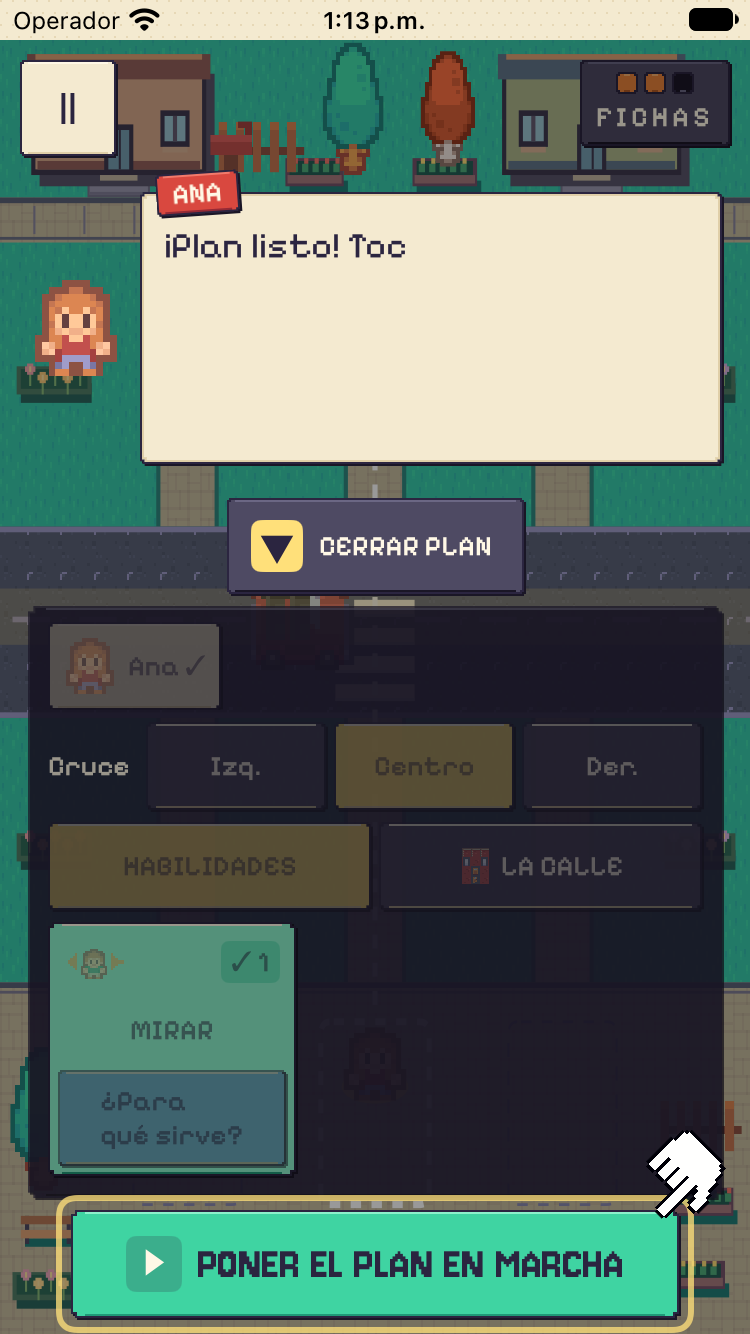 Operador
1:13 p.m.
FICHAS
ANA
¡Plan listo! Toc
CERRAR PLAN
Ana ✓
Cruce
Izq.
Centro
Der.
HABILIDADES
LA CALLE
✓ 1
MIRAR
¿Para
qué sirve?
PONER EL PLAN EN MARCHA